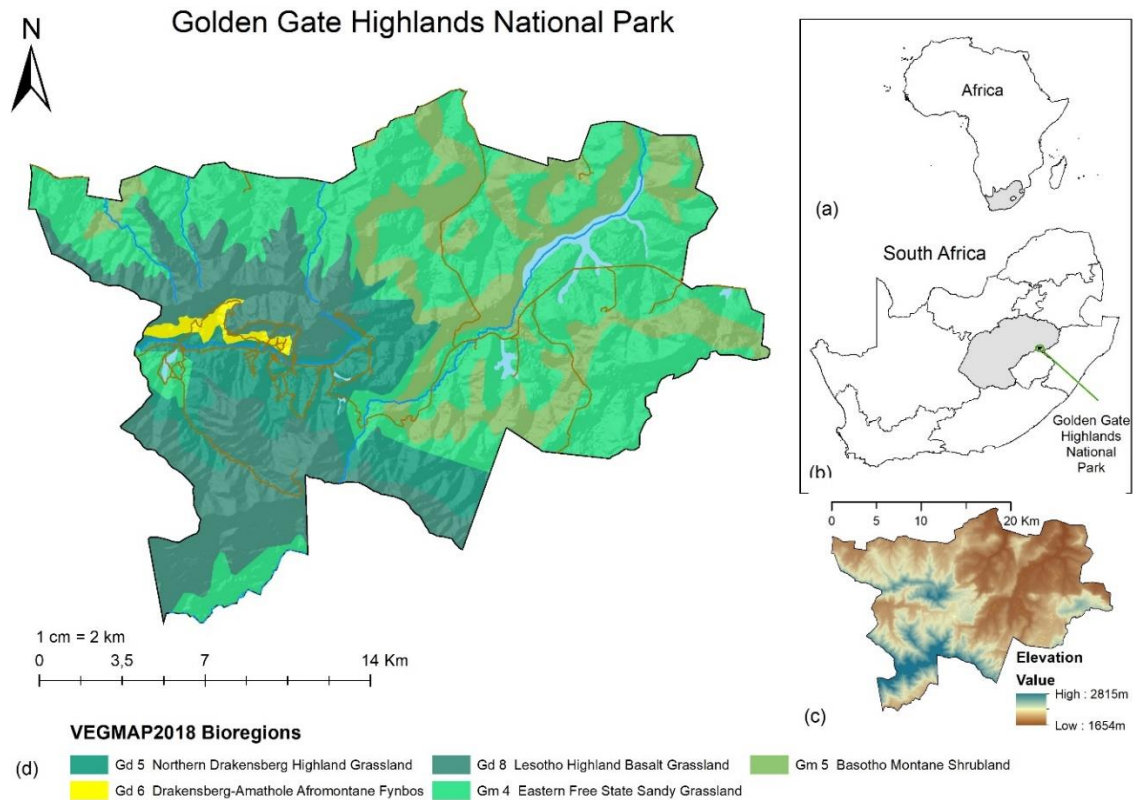 Golden Gate Highlands National Park
N
Africa
(a)
South Africa
Golden Gate
Highlands
National
Park
(b)
0 5 10 20 Km
Elevation
Value
High : 2815m
Low : 1654m
(c)
1 cm = 2 km
0 3,5 7 14 Km
VEGMAP2018 Bioregions
(d)
Gd 5 Northern Drakensberg Highland Grassland
Gd 8 Lesotho Highland Basalt Grassland
Gm 5 Basotho Montane Shrubland
Gd 6 Drakensberg-Amathole Afromontane Fynbos
Gm 4 Eastern Free State Sandy Grassland